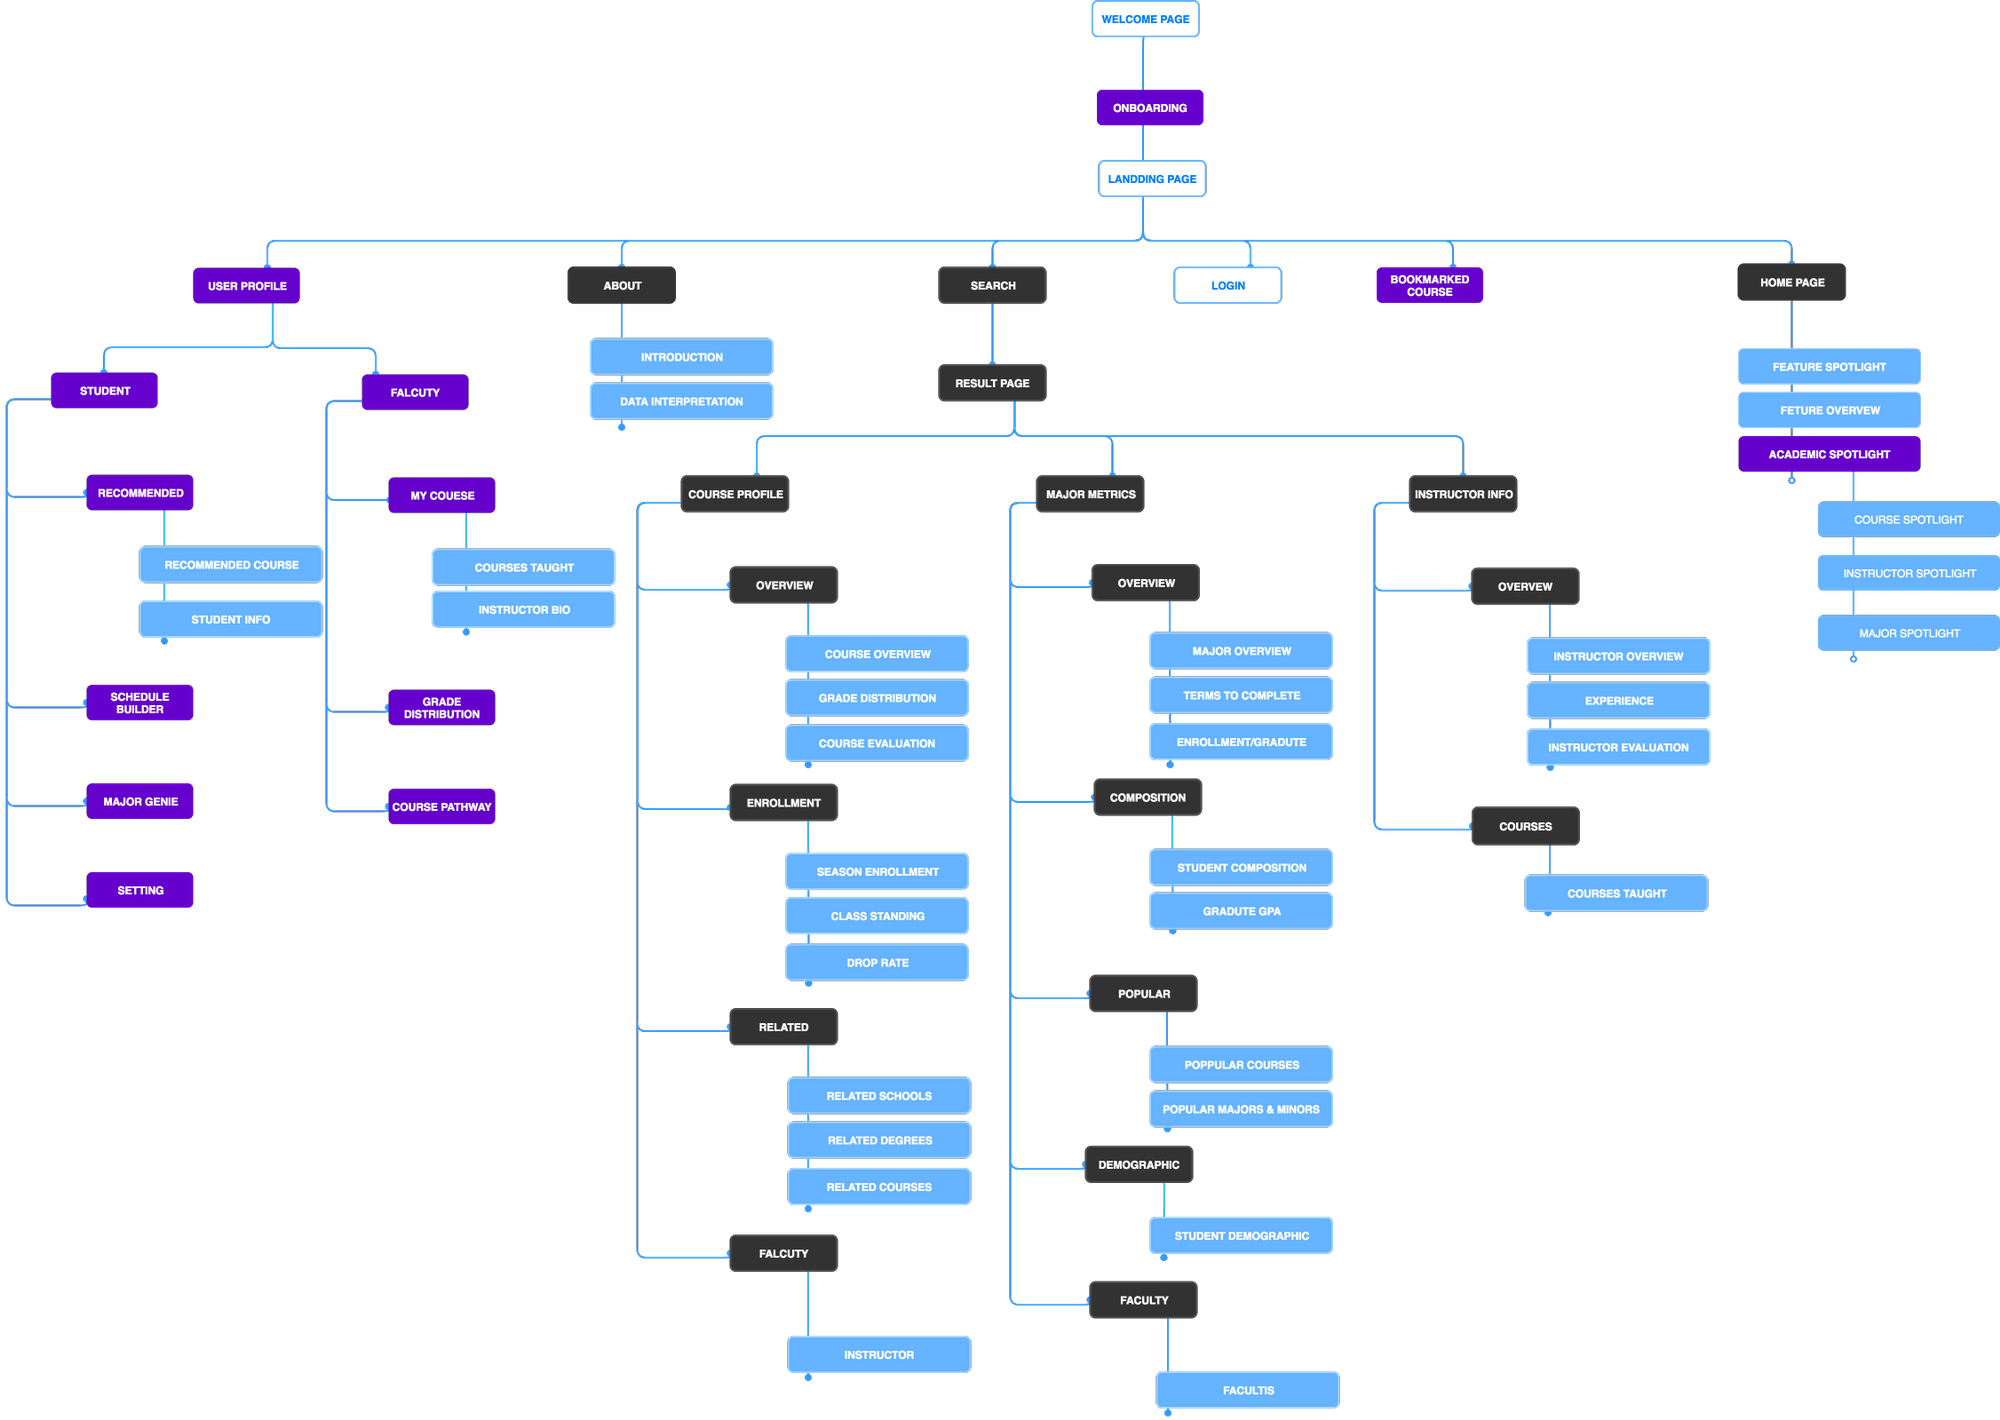 WELCOME PAGE
ONBOARDING
LANDDING PAGE
USER PROFILE
ABOUT
SEARCH
LOGIN
BOOKMARKED
COURSE
HOME PAGE
STUDENT
FALCUTY
RECOMMENDED
RECOMMENDED COURSE
STUDENT INFO
SCHEDULE
BUILDER
MAJOR GENIE
SETTING
MY COUESE
COURSES TAUGHT
INSTRUCTOR BIO
GRADE
DISTRIBUTION
COURSE PATHWAY
INTRODUCTION
DATA INTERPRETATION
RESULT PAGE
COURSE PROFILE
OVERVIEW
COURSE OVERVIEW
GRADE DISTRIBUTION
COURSE EVALUATION
ENROLLMENT
SEASON ENROLLMENT
CLASS STANDING
DROP RATE
RELATED
RELATED SCHOOLS
RELATED DEGREES
RELATED COURSES
FALCUTY
INSTRUCTOR
MAJOR METRICS
OVERVIEW
MAJOR OVERVIEW
TERMS TO COMPLETE
ENROLLMENT/GRADUTE
COMPOSITION
STUDENT COMPOSITION
GRADUTE GPA
POPULAR
POPPULAR COURSES
POPULAR MAJORS & MINORS
DEMOGRAPHIC
STUDENT DEMOGRAPHIC
FACULTY
FACULTIS
INSTRUCTOR INFO
OVERVEW
INSTRUCTOR OVERVIEW
EXPERIENCE
INSTRUCTOR EVALUATION
COURSES
COURSES TAUGHT
FEATURE SPOTLIGHT
FETURE OVERVEW
ACADEMIC SPOTLIGHT
COURSE SPOTLIGHT
INSTRUCTOR SPOTLIGHT
MAJOR SPOTLIGHT